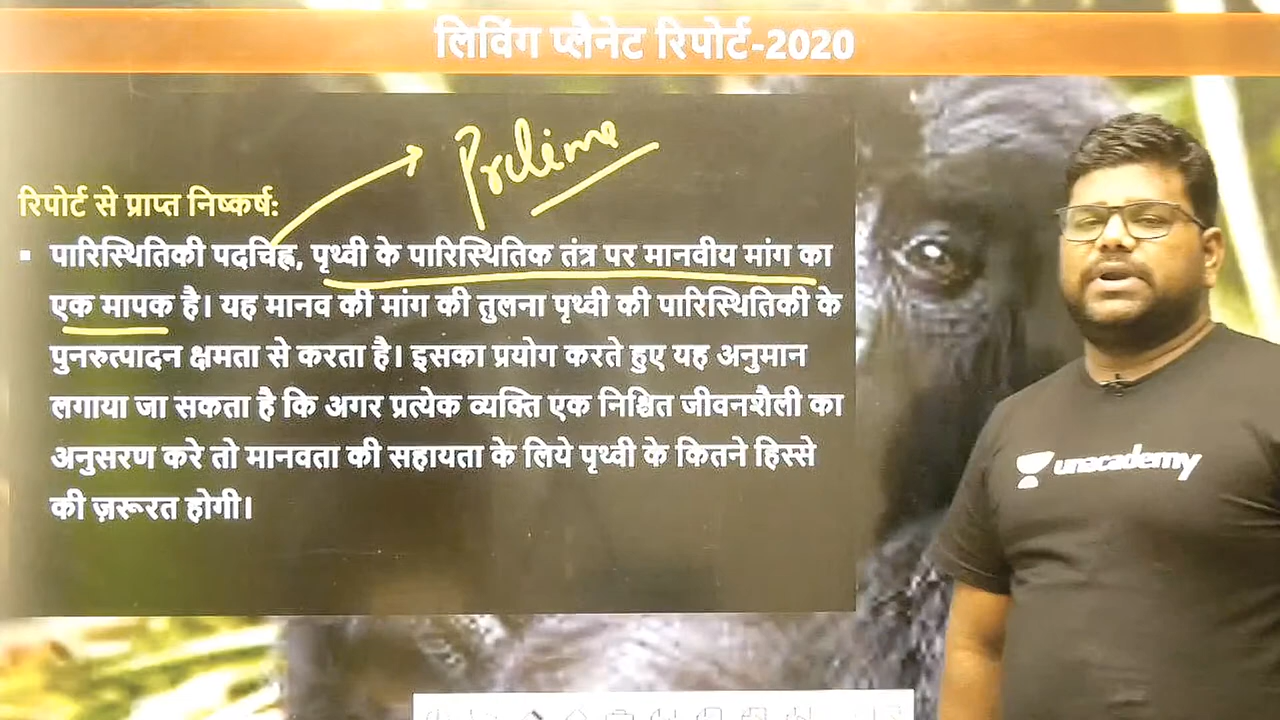 लिविंग प्लैनेट रिपोर्ट-2020
Prelims
रिपोर्ट से प्राप्त निष्कर्ष:
▪ पारिस्थितिकी पदचिह्न, पृथ्वी के पारिस्थितिक तंत्र पर मानवीय मांग का
एक मापक है। यह मानव की मांग की तुलना पृथ्वी की पारिस्थितिकी के
पुनरुत्पादन क्षमता से करता है। इसका प्रयोग करते हुए यह अनुमान
लगाया जा सकता है कि अगर प्रत्येक व्यक्ति एक निश्चित जीवनशैली का
अनुसरण करे तो मानवता की सहायता के लिये पृथ्वी के कितने हिस्से
की ज़रूरत होगी।
unacademy